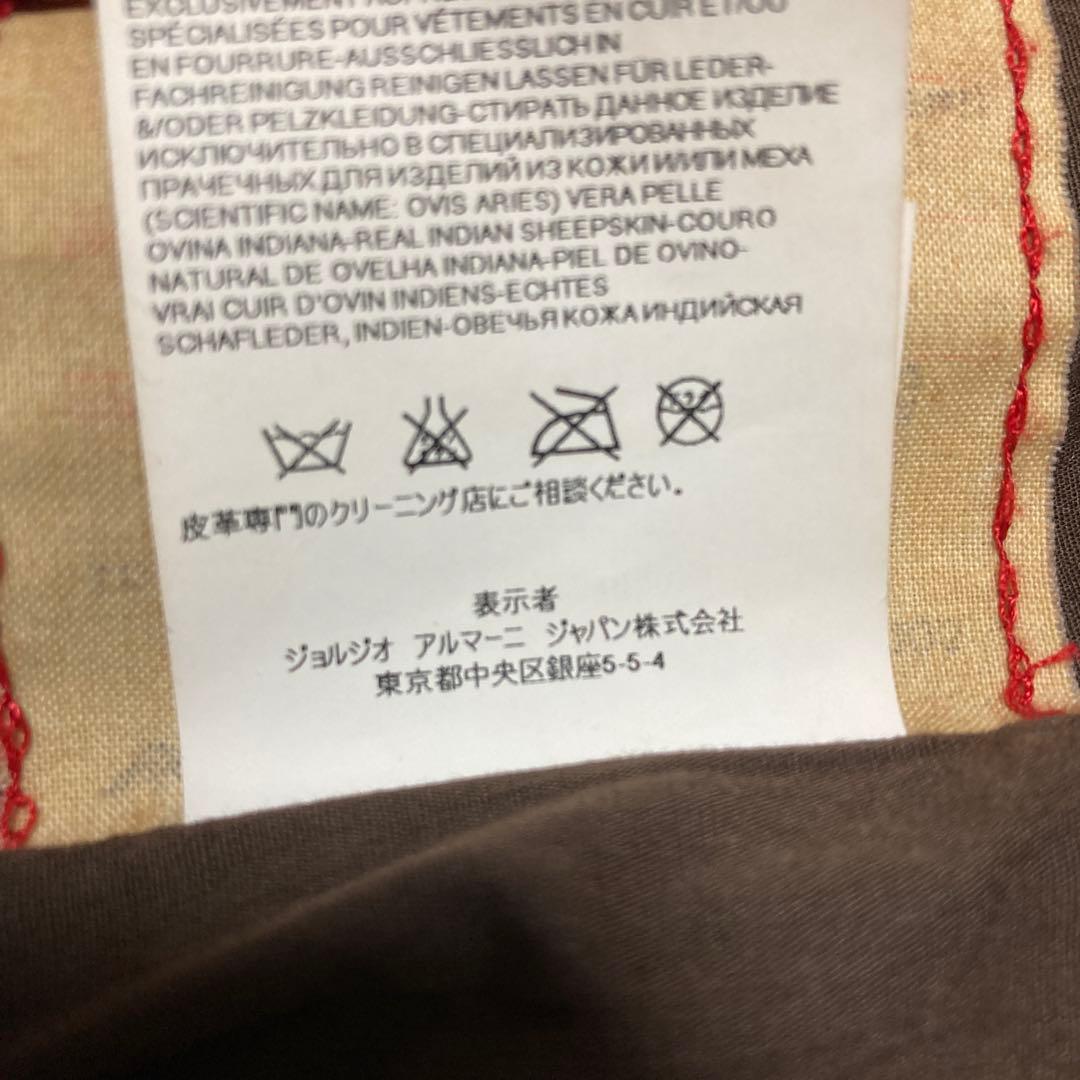 EXCLUSIVEMENT
SPÉCIALISÉES POUR VÊTEMENTS EN CUIR ET/OU
EN FOURRURE-AUSSCHLIESSLICH IN
FACHREINIGUNG REINIGEN LASSEN FÜR LEDER-
&/ODER PELZKLEIDUNG-СТИРАТЬ ДАННОЕ ИЗДЕЛИЕ
ИСКЛЮЧИТЕЛЬНО В СПЕЦИАЛИЗИРОВАННЫХ
ПРАЧЕЧНЫХ ДЛЯ ИЗДЕЛИЙ ИЗ КОЖИ И/ИЛИ МЕХА
(SCIENTIFIC NAME: OVIS ARIES) VERA PELLE
OVINA INDIANA-REAL INDIAN SHEEPSKIN-COURO
NATURAL DE OVELHA INDIANA-PIEL DE OVINO-
VRAI CUIR D'OVIN INDIENS-ECHTES
SCHAFLEDER, INDIEN-ОВЕЧЬЯ КОЖА ИНДИЙСКАЯ
皮革専門のクリーニング店にご相談ください。
表示者
ジョルジオ アルマーニ ジャパン株式会社
東京都中央区銀座5-5-4